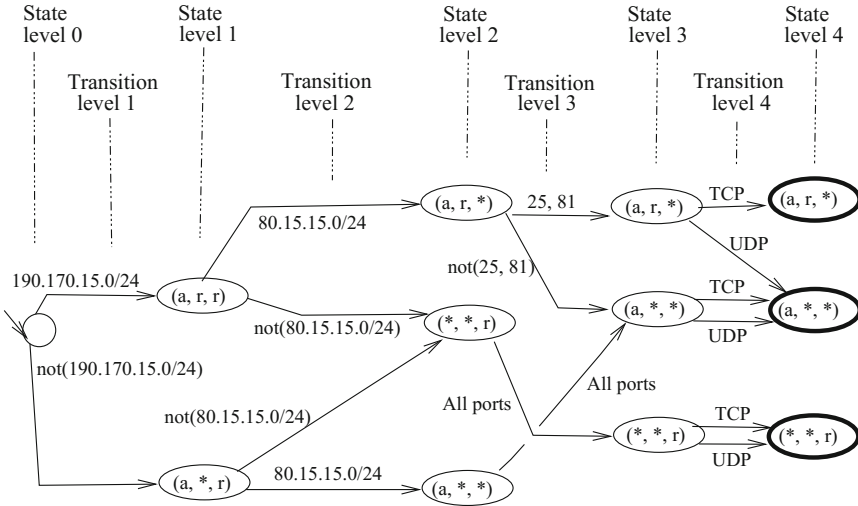 State
level 0
State
level 1
State
level 2
State
level 3
State
level 4
Transition
level 1
Transition
level 2
Transition
level 3
Transition
level 4
(a, r, *)
25, 81
(a, r, *)
TCP
(a, r, *)
80.15.15.0/24
UDP
not(25, 81)
190.170.15.0/24
(a, r, r)
TCP
(a, *, *)
(a, *, *)
UDP
not(80.15.15.0/24)
(*, *, r)
not(190.170.15.0/24)
All ports
All ports
not(80.15.15.0/24)
TCP
(*, *, r)
(*, *, r)
UDP
(a, *, r)
80.15.15.0/24
(a, *, *)